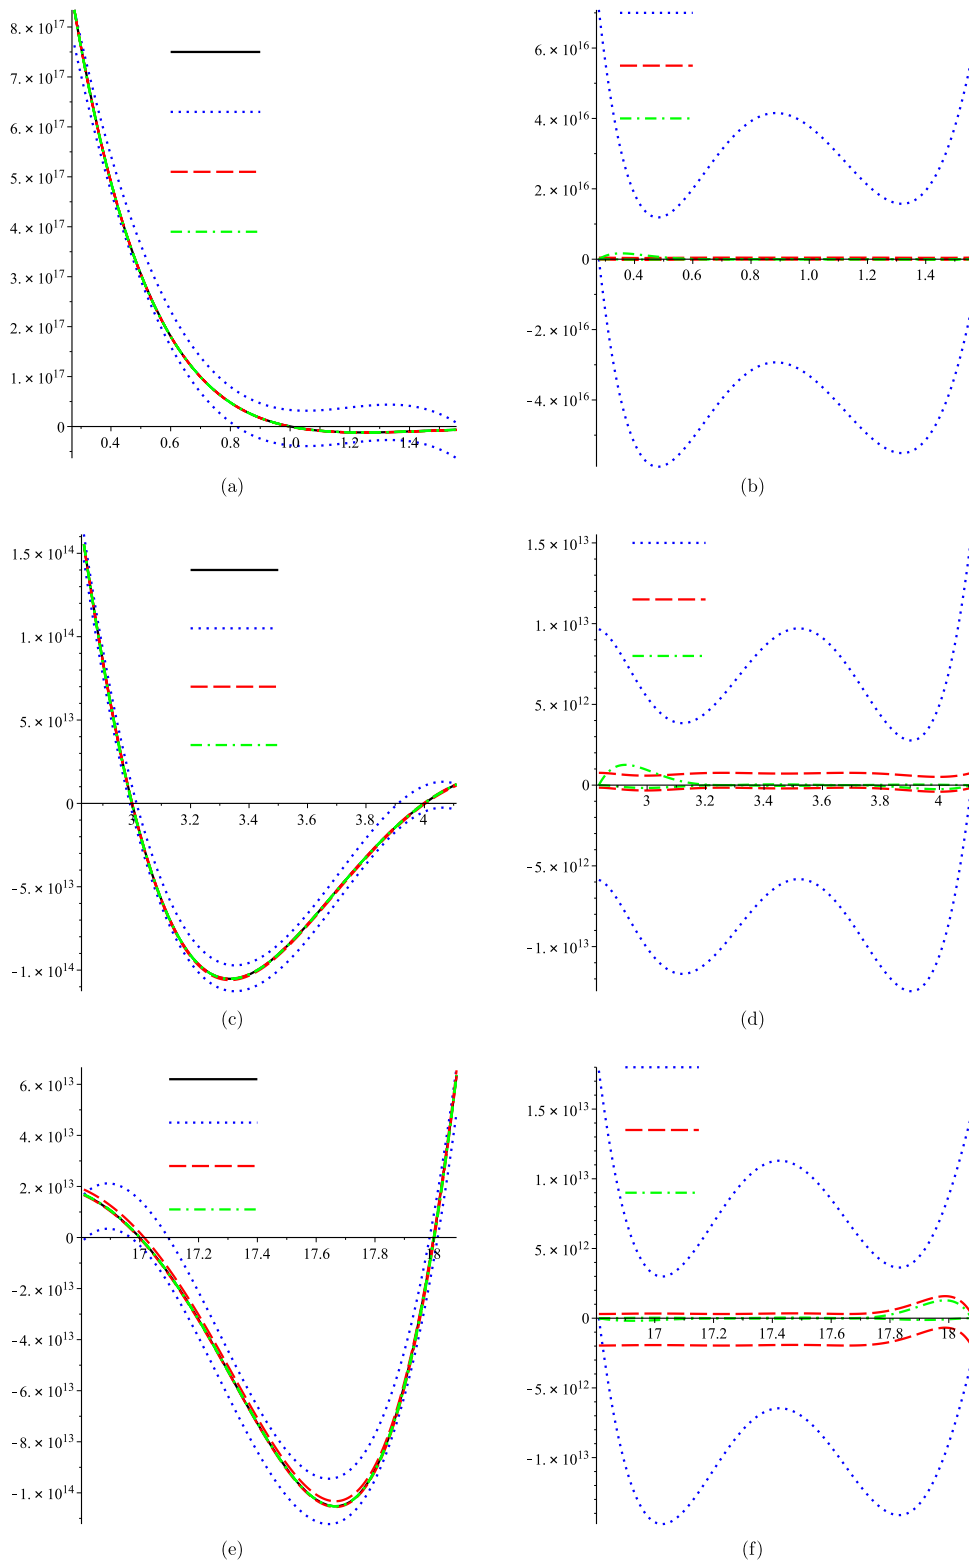 8. × 10^17
7. × 10^17
6. × 10^17
5. × 10^17
4. × 10^17
3. × 10^17
2. × 10^17
1. × 10^17
0
0.4 0.6 0.8 1.0 1.2 1.4
(a)
6. × 10^16
4. × 10^16
2. × 10^16
0
0.4 0.6 0.8 1.0 1.2 1.4
-2. × 10^16
-4. × 10^16
(b)
1.5 × 10^14
1. × 10^14
5. × 10^13
0
3 3.2 3.4 3.6 3.8 4
-5. × 10^13
-1. × 10^14
(c)
1.5 × 10^13
1. × 10^13
5. × 10^12
0
3 3.2 3.4 3.6 3.8 4
-5. × 10^12
-1. × 10^13
(d)
6. × 10^13
4. × 10^13
2. × 10^13
0
17 17.2 17.4 17.6 17.8 18
-2. × 10^13
-4. × 10^13
-6. × 10^13
-8. × 10^13
-1. × 10^14
(e)
1.5 × 10^13
1. × 10^13
5. × 10^12
0
17 17.2 17.4 17.6 17.8 18
-5. × 10^12
-1. × 10^13
(f)